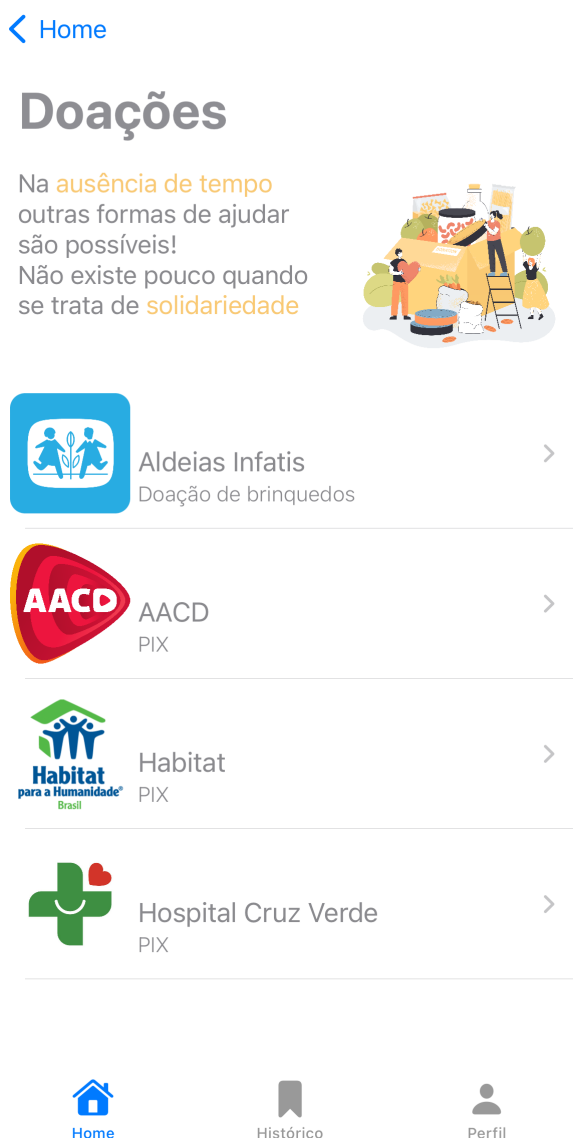 Home
Doações
Na ausência de tempo
outras formas de ajudar
são possíveis!
Não existe pouco quando
se trata de solidariedade
Aldeias Infatis
Doação de brinquedos
AACD
AACD
PIX
Habitat
para a Humanidade®
Brasil
Habitat
PIX
Hospital Cruz Verde
PIX
Home
Histórico
Perfil